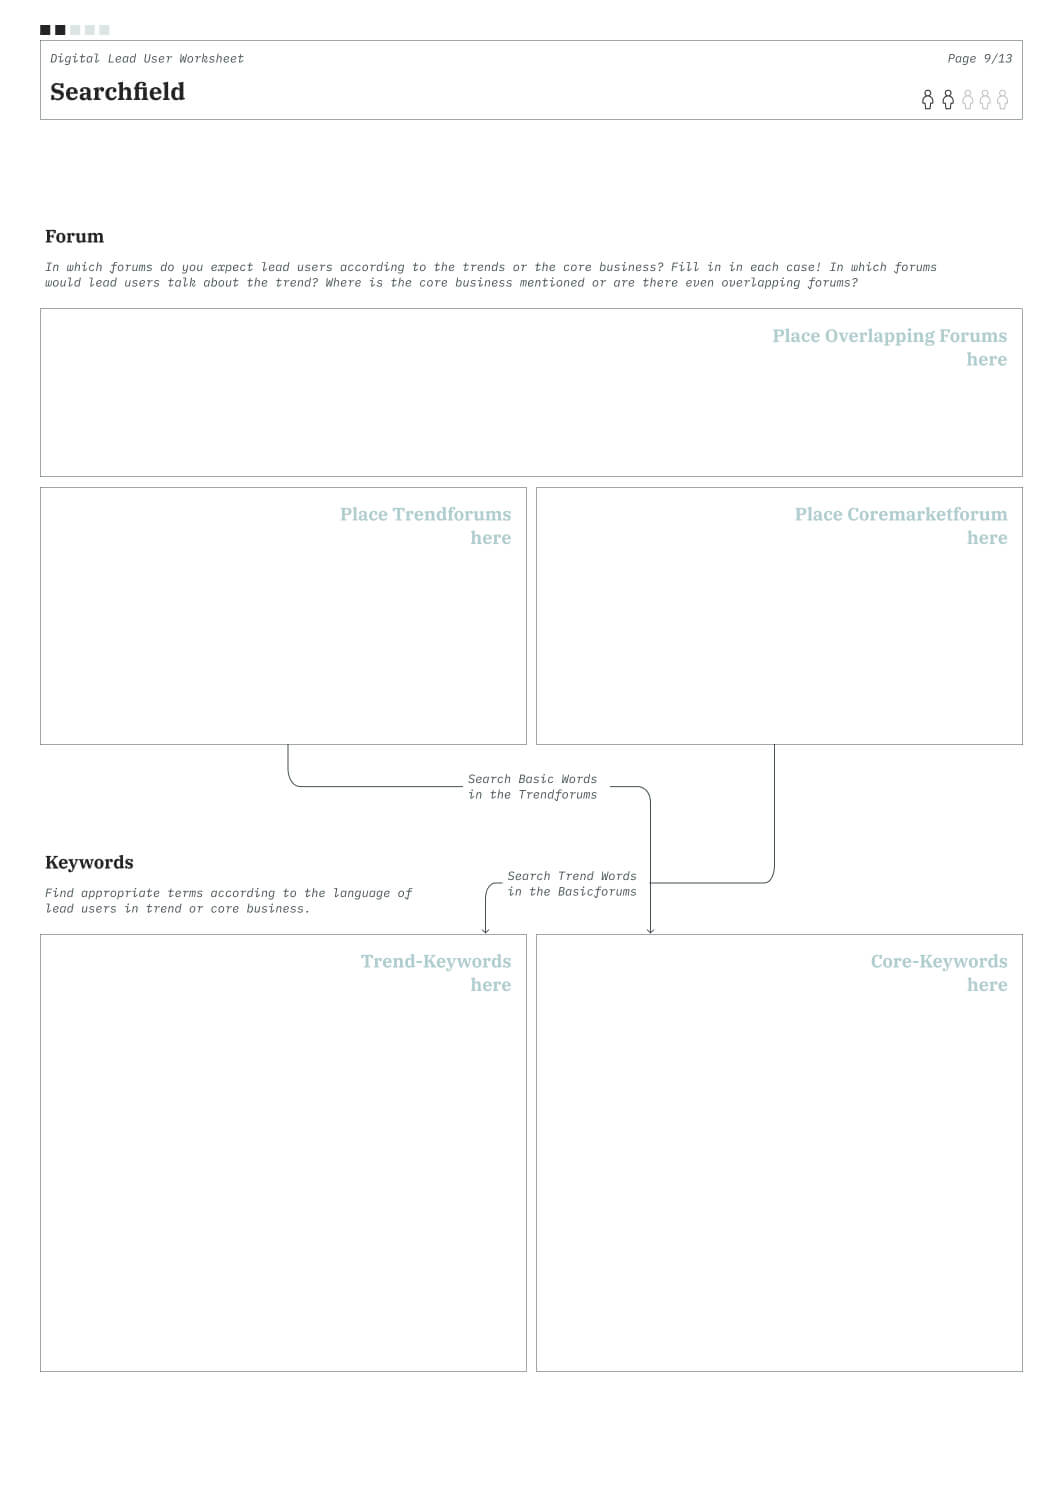 Digital Lead User Worksheet
Page 9/13
Searchfield
Forum
In which forums do you expect lead users according to the trends or the core business? Fill in in each case! In which forums
would lead users talk about the trend? Where is the core business mentioned or are there even overlapping forums?
Place Overlapping Forums
here
Place Trendforums
here
Place Coremarketforum
here
Search Basic Words
in the Trendforums
Keywords
Find appropriate terms according to the language of
lead users in trend or core business.
Search Trend Words
in the Basicforums
Trend-Keywords
here
Core-Keywords
here